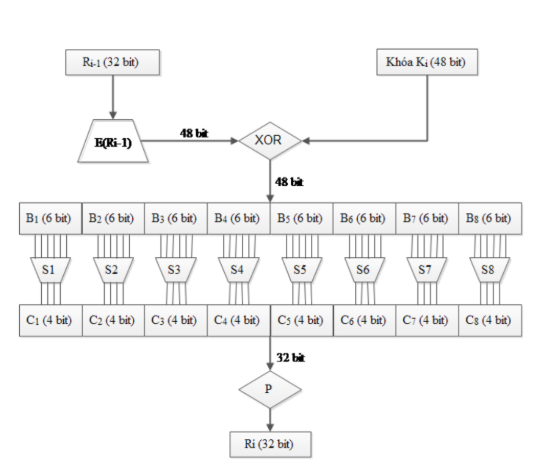 Ri-1 (32 bit)
Khóa Ki (48 bit)
E(Ri-1)
48 bit
XOR
48 bit
B1 (6 bit) B2 (6 bit) B3 (6 bit) B4 (6 bit) B5 (6 bit) B6 (6 bit) B7 (6 bit) B8 (6 bit)
S1 S2 S3 S4 S5 S6 S7 S8
C1 (4 bit) C2 (4 bit) C3 (4 bit) C4 (4 bit) C5 (4 bit) C6 (4 bit) C7 (4 bit) C8 (4 bit)
32 bit
P
Ri (32 bit)